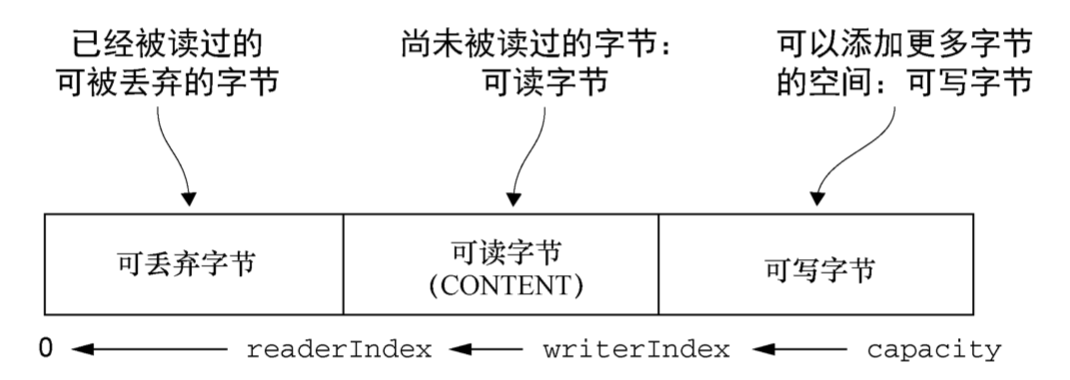 已经被读过的
可被丢弃的字节
尚未被读过的字节：
可读字节
可以添加更多字节
的空间：可写字节
可丢弃字节
可读字节
（CONTENT）
可写字节
0 readerIndex writerIndex capacity